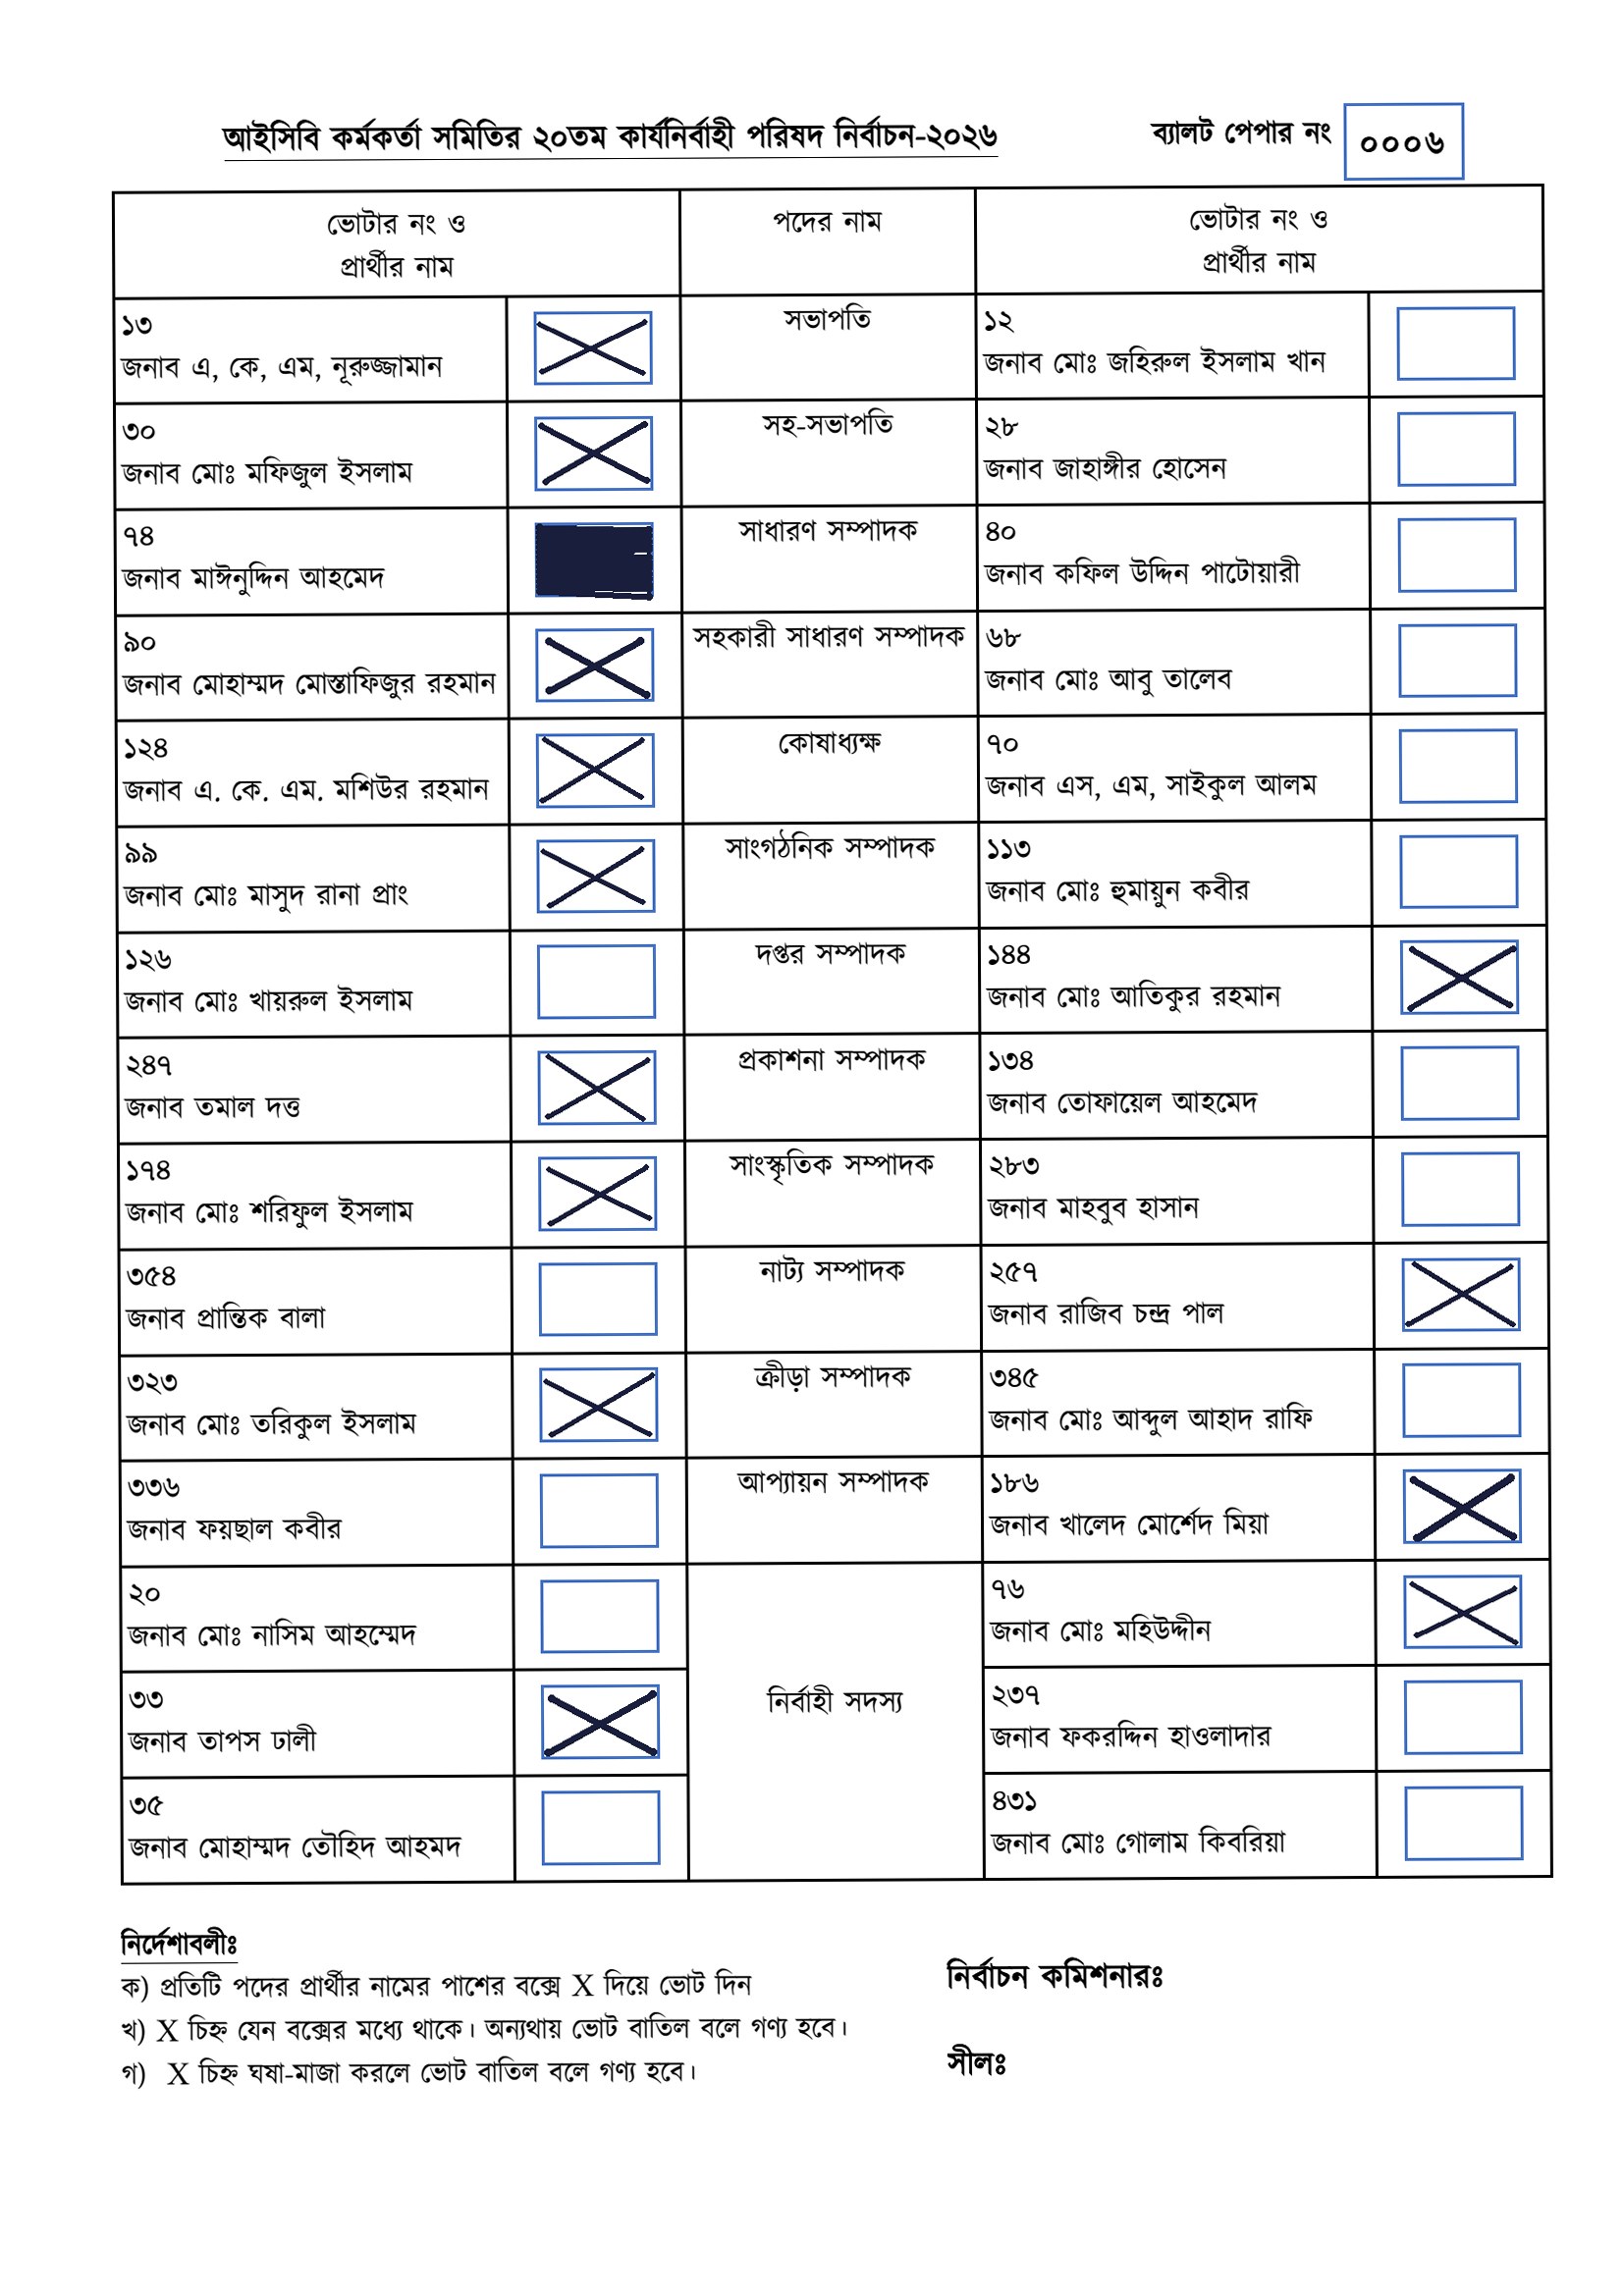 আইসিবি কর্মকর্তা সমিতির ২০তম কার্যনির্বাহী পরিষদ নির্বাচন-২০২৬
ব্যালট পেপার নং ০০০৬
ভোটার নং ও
প্রার্থীর নাম
পদের নাম
ভোটার নং ও
প্রার্থীর নাম
১৩
জনাব এ, কে, এম, নূরুজ্জামান
সভাপতি
১২
জনাব মোঃ জহিরুল ইসলাম খান
৩০
জনাব মোঃ মফিজুল ইসলাম
সহ-সভাপতি
২৮
জনাব জাহাঙ্গীর হোসেন
৭৪
জনাব মাঈনুদ্দিন আহমেদ
সাধারণ সম্পাদক
৪০
জনাব কফিল উদ্দিন পাটোয়ারী
৯০
জনাব মোহাম্মদ মোস্তাফিজুর রহমান
সহকারী সাধারণ সম্পাদক
৬৮
জনাব মোঃ আবু তালেব
১২৪
জনাব এ. কে. এম. মশিউর রহমান
কোষাধ্যক্ষ
৭০
জনাব এস, এম, সাইকুল আলম
৯৯
জনাব মোঃ মাসুদ রানা প্রাং
সাংগঠনিক সম্পাদক
১১৩
জনাব মোঃ হুমায়ুন কবীর
১২৬
জনাব মোঃ খায়রুল ইসলাম
দপ্তর সম্পাদক
১৪৪
জনাব মোঃ আতিকুর রহমান
২৪৭
জনাব তমাল দত্ত
প্রকাশনা সম্পাদক
১৩৪
জনাব তোফায়েল আহমেদ
১৭৪
জনাব মোঃ শরিফুল ইসলাম
সাংস্কৃতিক সম্পাদক
২৮৩
জনাব মাহবুব হাসান
৩৫৪
জনাব প্রান্তিক বালা
নাট্য সম্পাদক
২৫৭
জনাব রাজিব চন্দ্র পাল
৩২৩
জনাব মোঃ তরিকুল ইসলাম
ক্রীড়া সম্পাদক
৩৪৫
জনাব মোঃ আব্দুল আহাদ রাফি
৩৩৬
জনাব ফয়ছাল কবীর
আপ্যায়ন সম্পাদক
১৮৬
জনাব খালেদ মোর্শেদ মিয়া
২০
জনাব মোঃ নাসিম আহম্মেদ
৭৬
জনাব মোঃ মহিউদ্দীন
৩৩
জনাব তাপস ঢালী
নির্বাহী সদস্য
২৩৭
জনাব ফকরদ্দিন হাওলাদার
৩৫
জনাব মোহাম্মদ তৌহিদ আহমদ
৪৩১
জনাব মোঃ গোলাম কিবরিয়া
নির্দেশাবলীঃ
ক) প্রতিটি পদের প্রার্থীর নামের পাশের বক্সে X দিয়ে ভোট দিন
খ) X চিহ্ন যেন বক্সের মধ্যে থাকে। অন্যথায় ভোট বাতিল বলে গণ্য হবে।
গ) X চিহ্ন ঘষা-মাজা করলে ভোট বাতিল বলে গণ্য হবে।
নির্বাচন কমিশনারঃ
সীলঃ